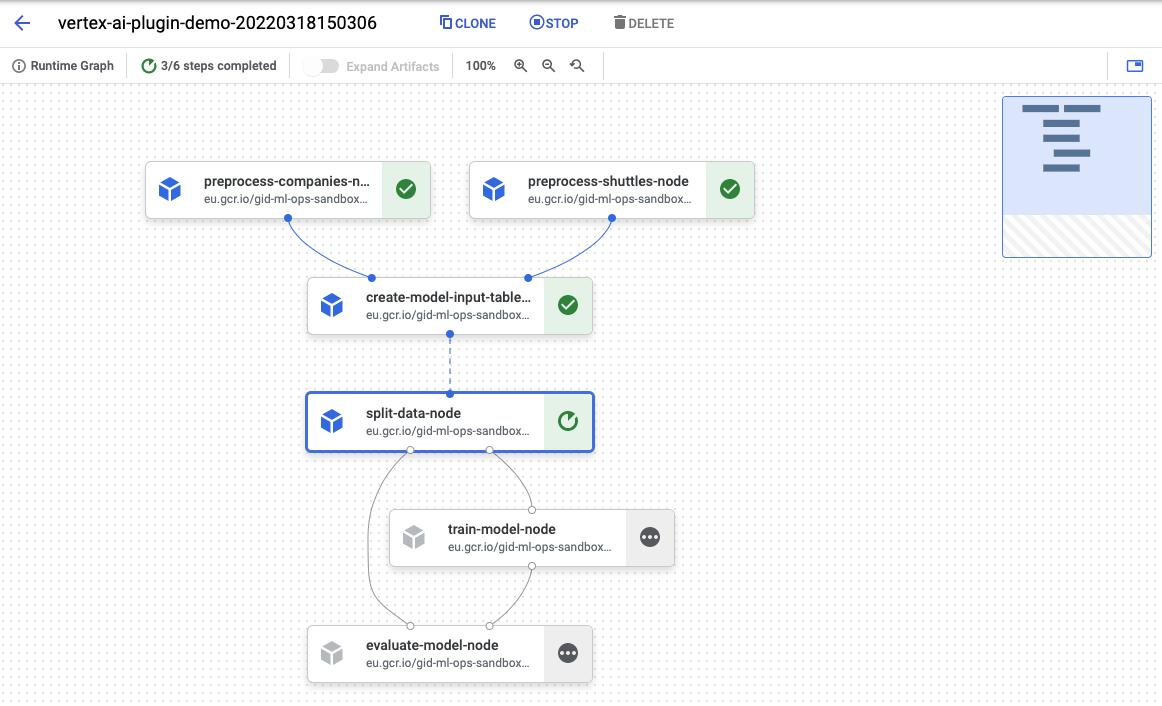 vertex-ai-plugin-demo-20220318150306
CLONE
STOP
DELETE
Runtime Graph
3/6 steps completed
Expand Artifacts
100%
preprocess-companies-n...
eu.gcr.io/gid-ml-ops-sandbox...
preprocess-shuttles-node
eu.gcr.io/gid-ml-ops-sandbox...
create-model-input-table...
eu.gcr.io/gid-ml-ops-sandbox...
split-data-node
eu.gcr.io/gid-ml-ops-sandbox...
train-model-node
eu.gcr.io/gid-ml-ops-sandbox...
evaluate-model-node
eu.gcr.io/gid-ml-ops-sandbox...